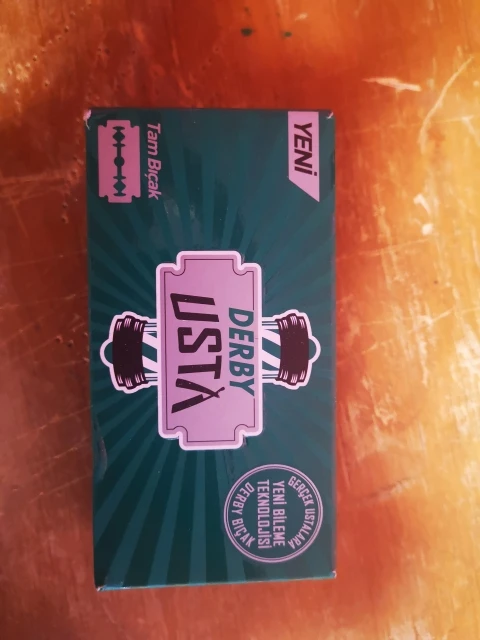 YENİ
Tam Bıçak
DERBY
USTA
GERÇEK USTALARA
YENİ BİLEME
TEKNOLOJİSİ
DERBY BIÇAK